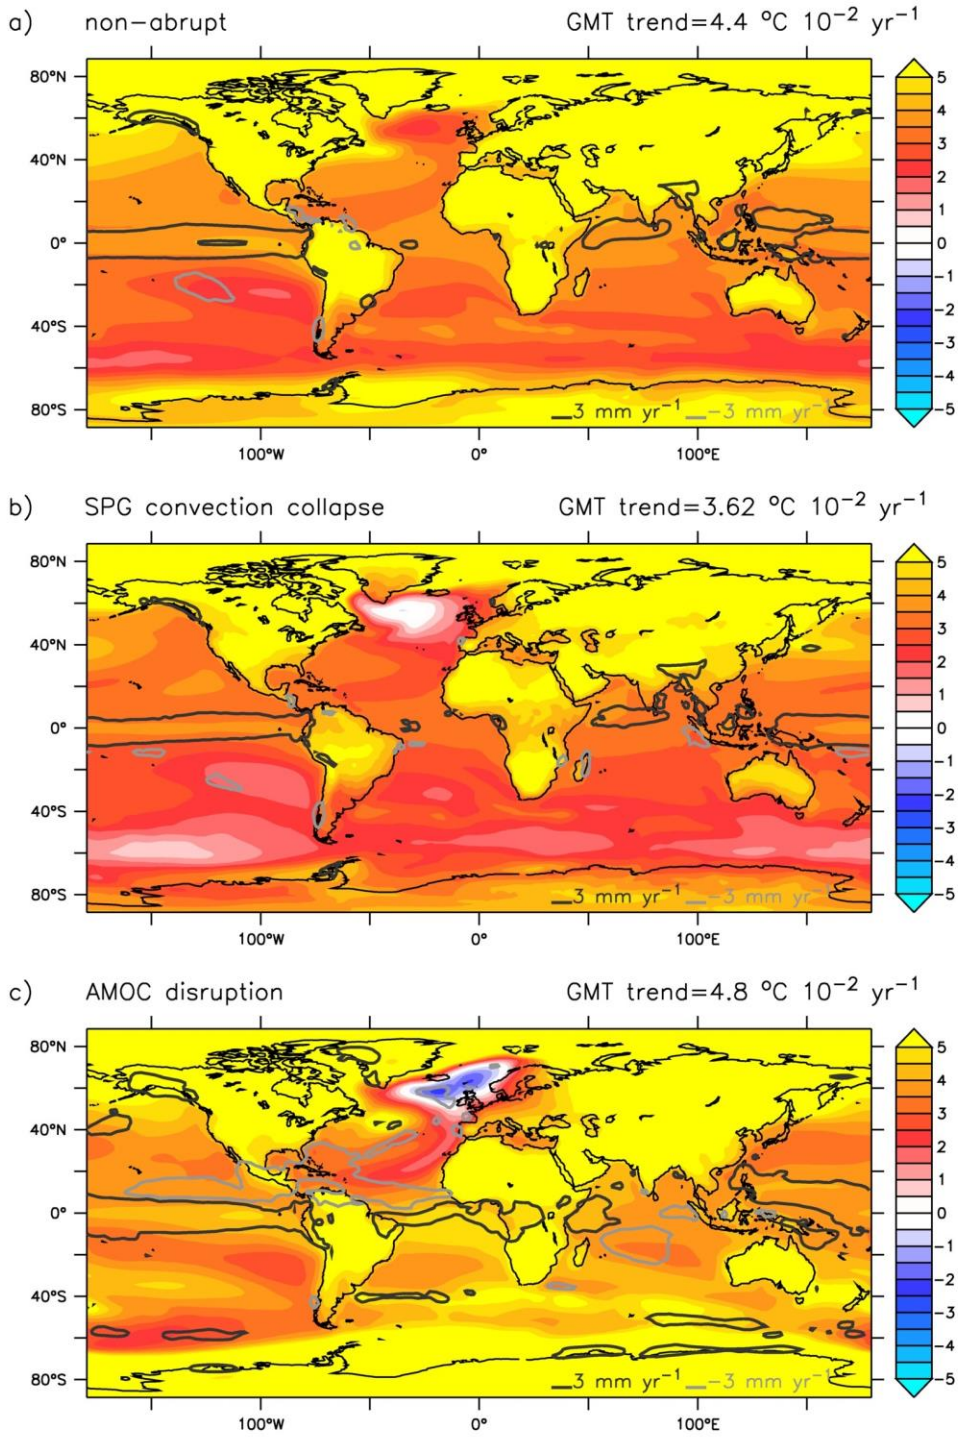 a) non-abrupt GMT trend=4.4 °C 10⁻² yr⁻¹
80°N 5
4
40°N 3
2
1
0° 0
-1
-2
40°S -3
-4
80°S 3 mm yr⁻¹ -3 mm yr⁻¹ -5
100°W 0° 100°E
b) SPG convection collapse GMT trend=3.62 °C 10⁻² yr⁻¹
80°N 5
4
40°N 3
2
1
0° 0
-1
-2
40°S -3
-4
80°S 3 mm yr⁻¹ -3 mm yr⁻¹ -5
100°W 0° 100°E
c) AMOC disruption GMT trend=4.8 °C 10⁻² yr⁻¹
80°N 5
4
40°N 3
2
1
0° 0
-1
-2
40°S -3
-4
80°S 3 mm yr⁻¹ -3 mm yr⁻¹ -5
100°W 0° 100°E